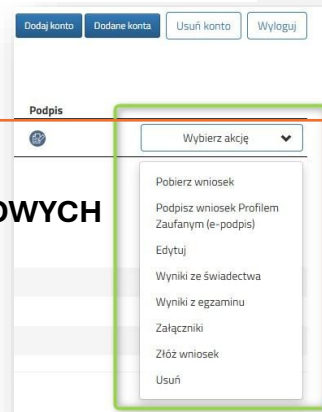 Dodaj konto Dodane konta Usuń konto Wyloguj
Podpis
Wybierz akcję
Pobierz wniosek
Podpisz wniosek Profilem
Zaufanym (e-podpis)
OWYCH
Edytuj
Wyniki ze świadectwa
Wyniki z egzaminu
Załączniki
Złóż wniosek
Usuń